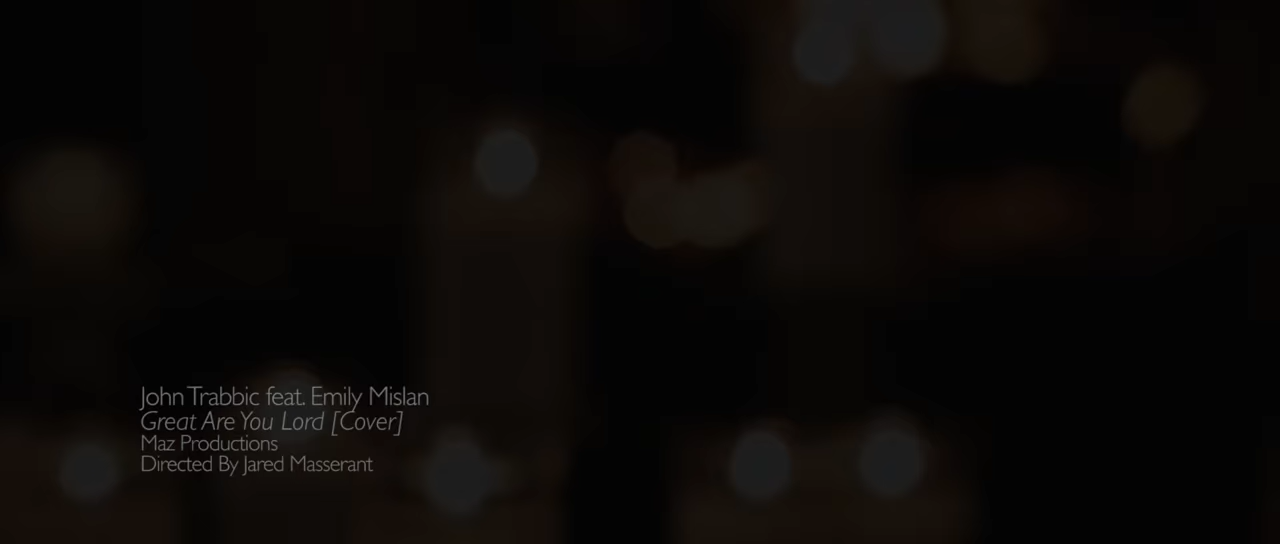 John Trabbic feat. Emily Mislan
Great Are You Lord [Cover]
Maz Productions
Directed By Jared Masserant